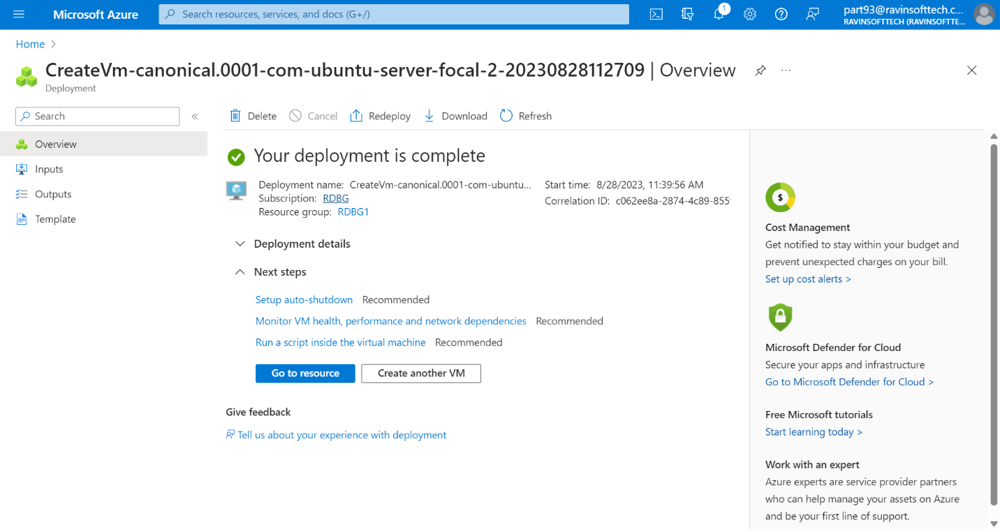 Microsoft Azure
Search resources, services, and docs (G+/)
1
part93@ravinsofttech.c...
RAVINSOFTTECH (RAVINSOFTTE...
Home
CreateVm-canonical.0001-com-ubuntu-server-focal-2-20230828112709 | Overview
...
Deployment
Search
«
Delete
Cancel
Redeploy
Download
Refresh
Overview
Inputs
Outputs
Template
Your deployment is complete
Deployment name: CreateVm-canonical.0001-com-ubuntu...
Subscription: RDBG
Resource group: RDBG1
Start time: 8/28/2023, 11:39:56 AM
Correlation ID: c062ee8a-2874-4c89-855
Deployment details
Next steps
Setup auto-shutdown Recommended
Monitor VM health, performance and network dependencies Recommended
Run a script inside the virtual machine Recommended
Go to resource
Create another VM
Give feedback
Tell us about your experience with deployment
$
Cost Management
Get notified to stay within your budget and
prevent unexpected charges on your bill.
Set up cost alerts >
Microsoft Defender for Cloud
Secure your apps and infrastructure
Go to Microsoft Defender for Cloud >
Free Microsoft tutorials
Start learning today >
Work with an expert
Azure experts are service provider partners
who can help manage your assets on Azure
and be your first line of support.